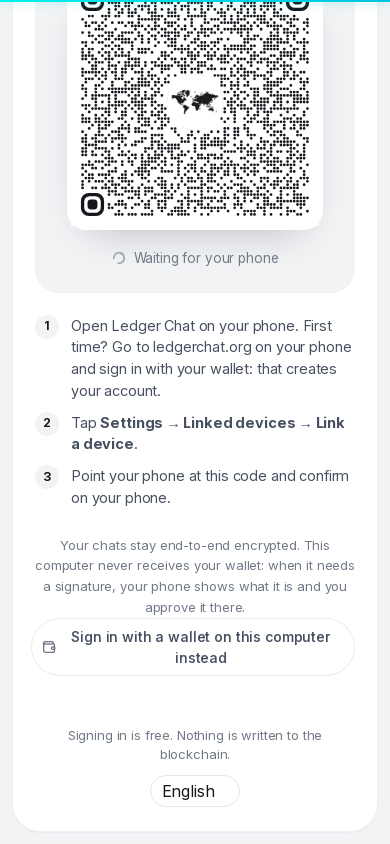 Waiting for your phone
1
Open Ledger Chat on your phone. First
time? Go to ledgerchat.org on your phone
and sign in with your wallet: that creates
your account.
2
Tap Settings → Linked devices → Link
a device.
3
Point your phone at this code and confirm
on your phone.
Your chats stay end-to-end encrypted. This
computer never receives your wallet: when it needs
a signature, your phone shows what it is and you
approve it there.
Sign in with a wallet on this computer
instead
Signing in is free. Nothing is written to the
blockchain.
English